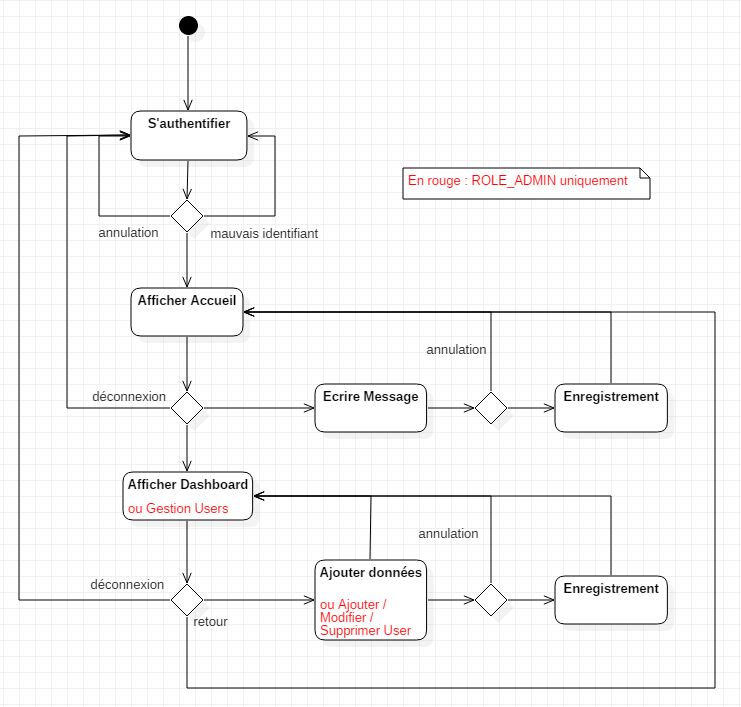 S'authentifier
En rouge : ROLE_ADMIN uniquement
annulation
mauvais identifiant
Afficher Accueil
annulation
déconnexion
Ecrire Message
Enregistrement
Afficher Dashboard
ou Gestion Users
annulation
déconnexion
Ajouter données
ou Ajouter /
Modifier /
Supprimer User
Enregistrement
retour